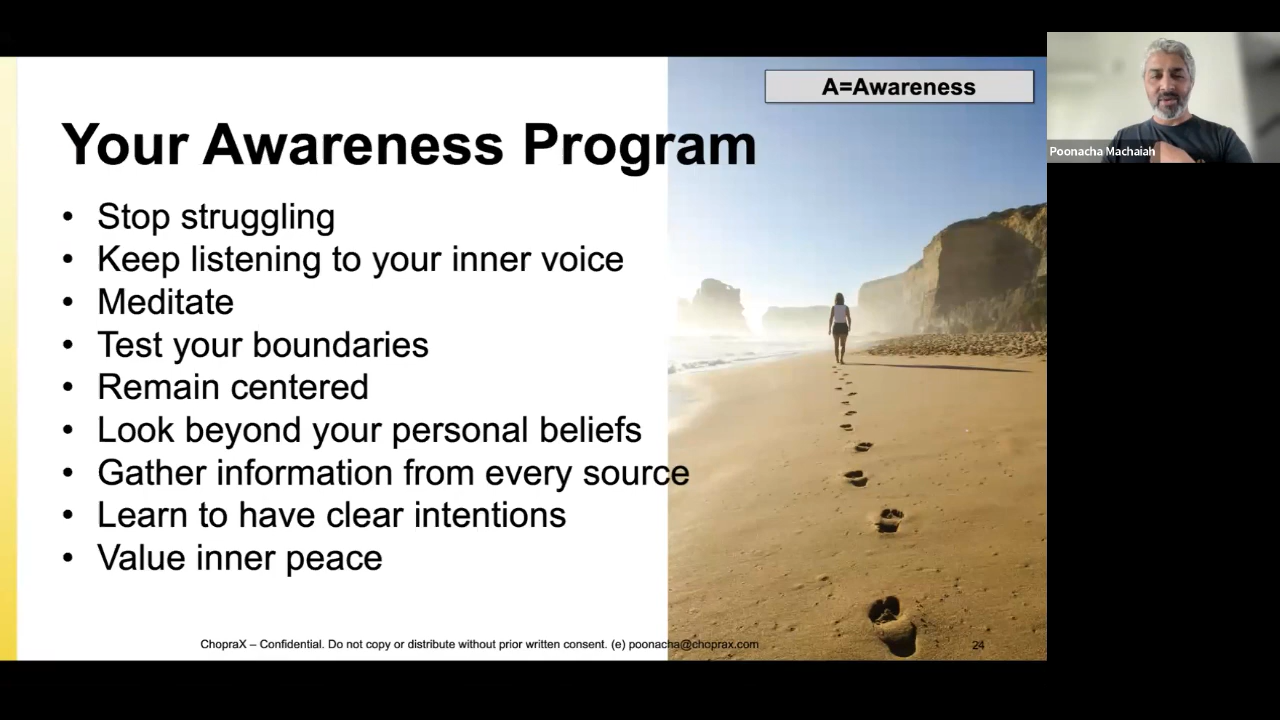 A=Awareness
Your Awareness Program
• Stop struggling
• Keep listening to your inner voice
• Meditate
• Test your boundaries
• Remain centered
• Look beyond your personal beliefs
• Gather information from every source
• Learn to have clear intentions
• Value inner peace
ChopraX – Confidential. Do not copy or distribute without prior written consent. (e) poonacha@choprax.com
24
Poonacha Machaiah